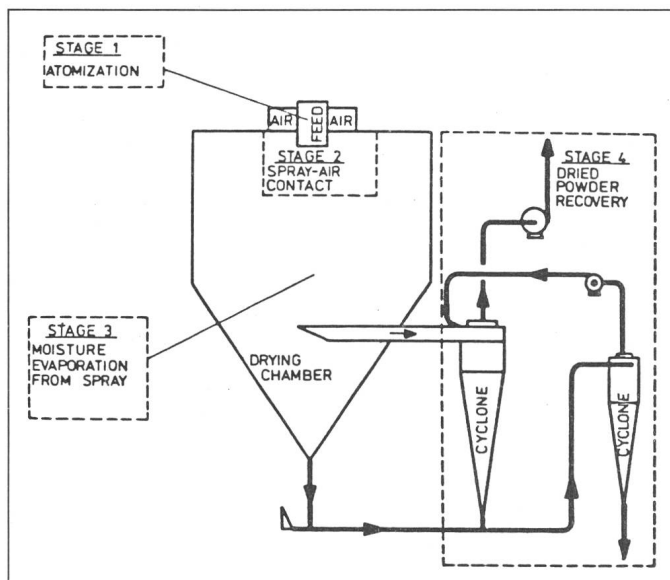 STAGE 1
ATOMIZATION
AIR
FEED
AIR
STAGE 2
SPRAY-AIR
CONTACT
STAGE 4
DRIED
POWDER
RECOVERY
STAGE 3
MOISTURE
EVAPORATION
FROM SPRAY
DRYING
CHAMBER
CYCLONE
CYCLONE